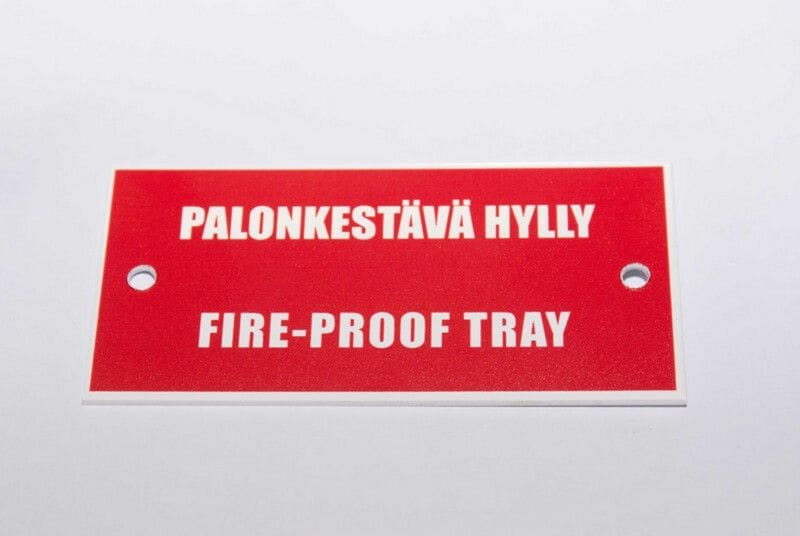 PALONKESTÄVÄ HYLLY
FIRE-PROOF TRAY